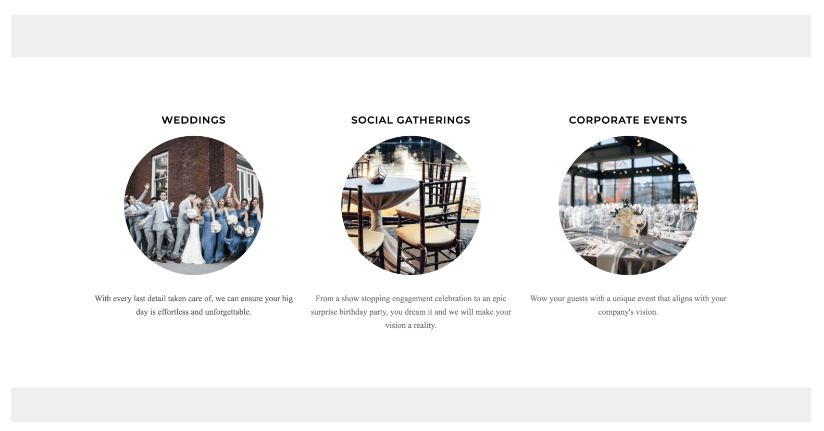 WEDDINGS
With every last detail taken care of, we can ensure your big
day is effortless and unforgettable.
SOCIAL GATHERINGS
From a show stopping engagement celebration to an epic
surprise birthday party, you dream it and we will make your
vision a reality.
CORPORATE EVENTS
Wow your guests with a unique event that aligns with your
company's vision.